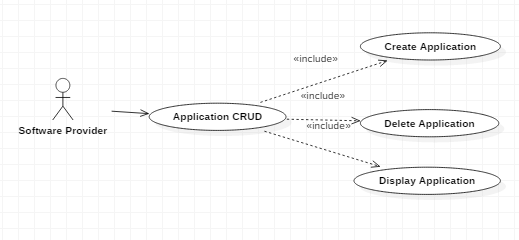 «include»
Create Application
«include»
Application CRUD
«include»
Delete Application
Software Provider
Display Application